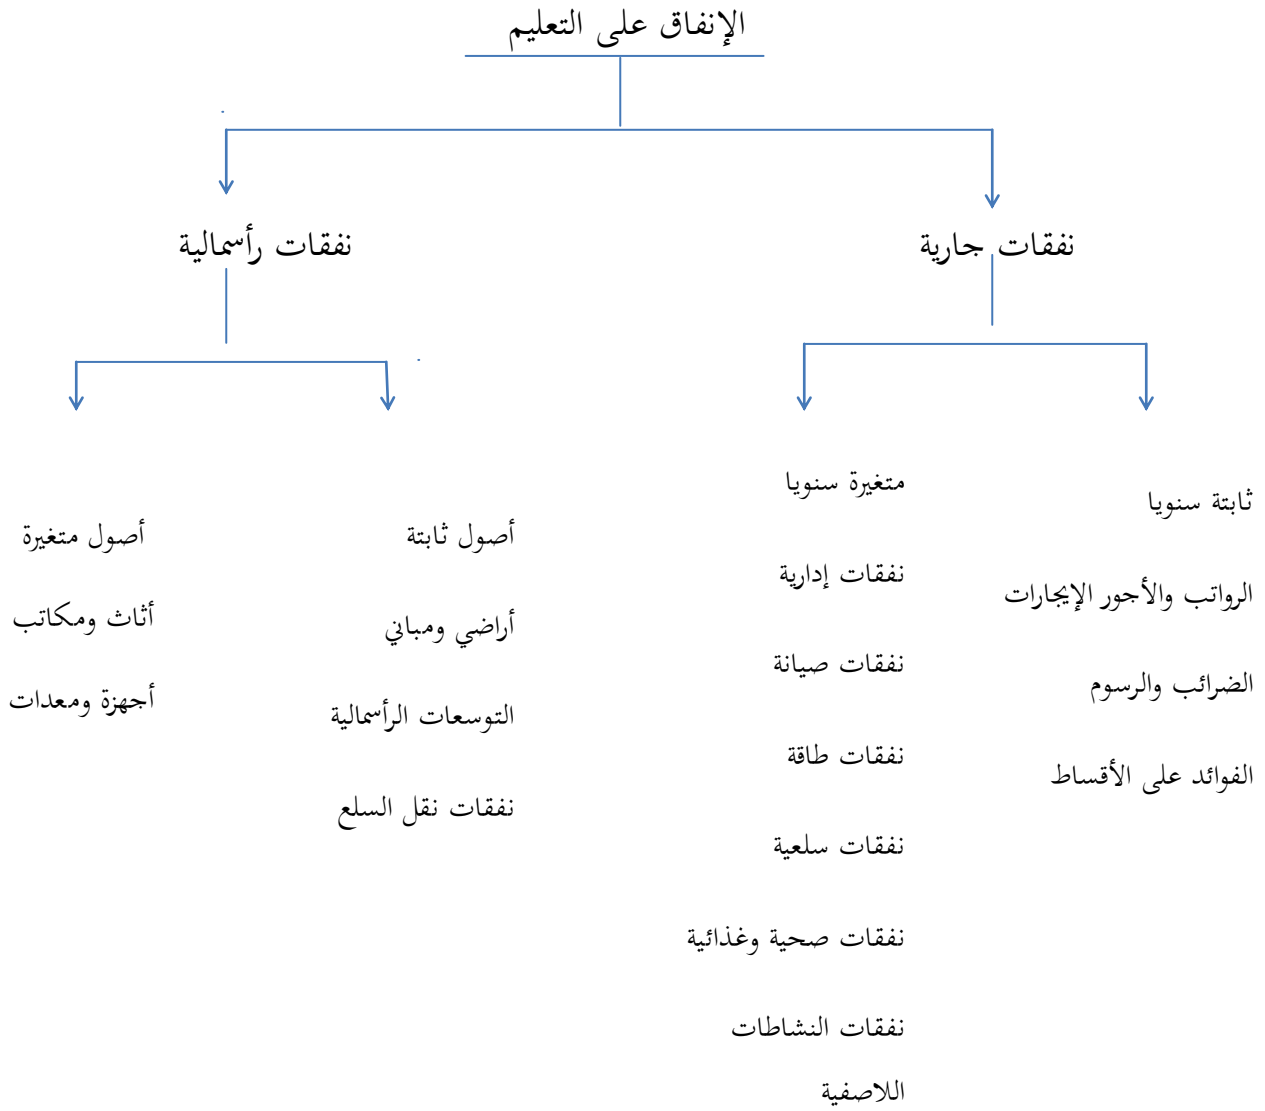 الإنفاق على التعليم
نفقات جارية
نفقات رأسمالية
ثابتة سنويا
الرواتب والأجور الإيجارات
الضرائب والرسوم
الفوائد على الأقساط
متغيرة سنويا
نفقات إدارية
نفقات صيانة
نفقات طاقة
نفقات سلعية
نفقات صحية وغذائية
نفقات النشاطات
اللاصفية
أصول ثابتة
أراضي ومباني
التوسعات الرأسمالية
نفقات نقل السلع
أصول متغيرة
أثاث ومكاتب
أجهزة ومعدات